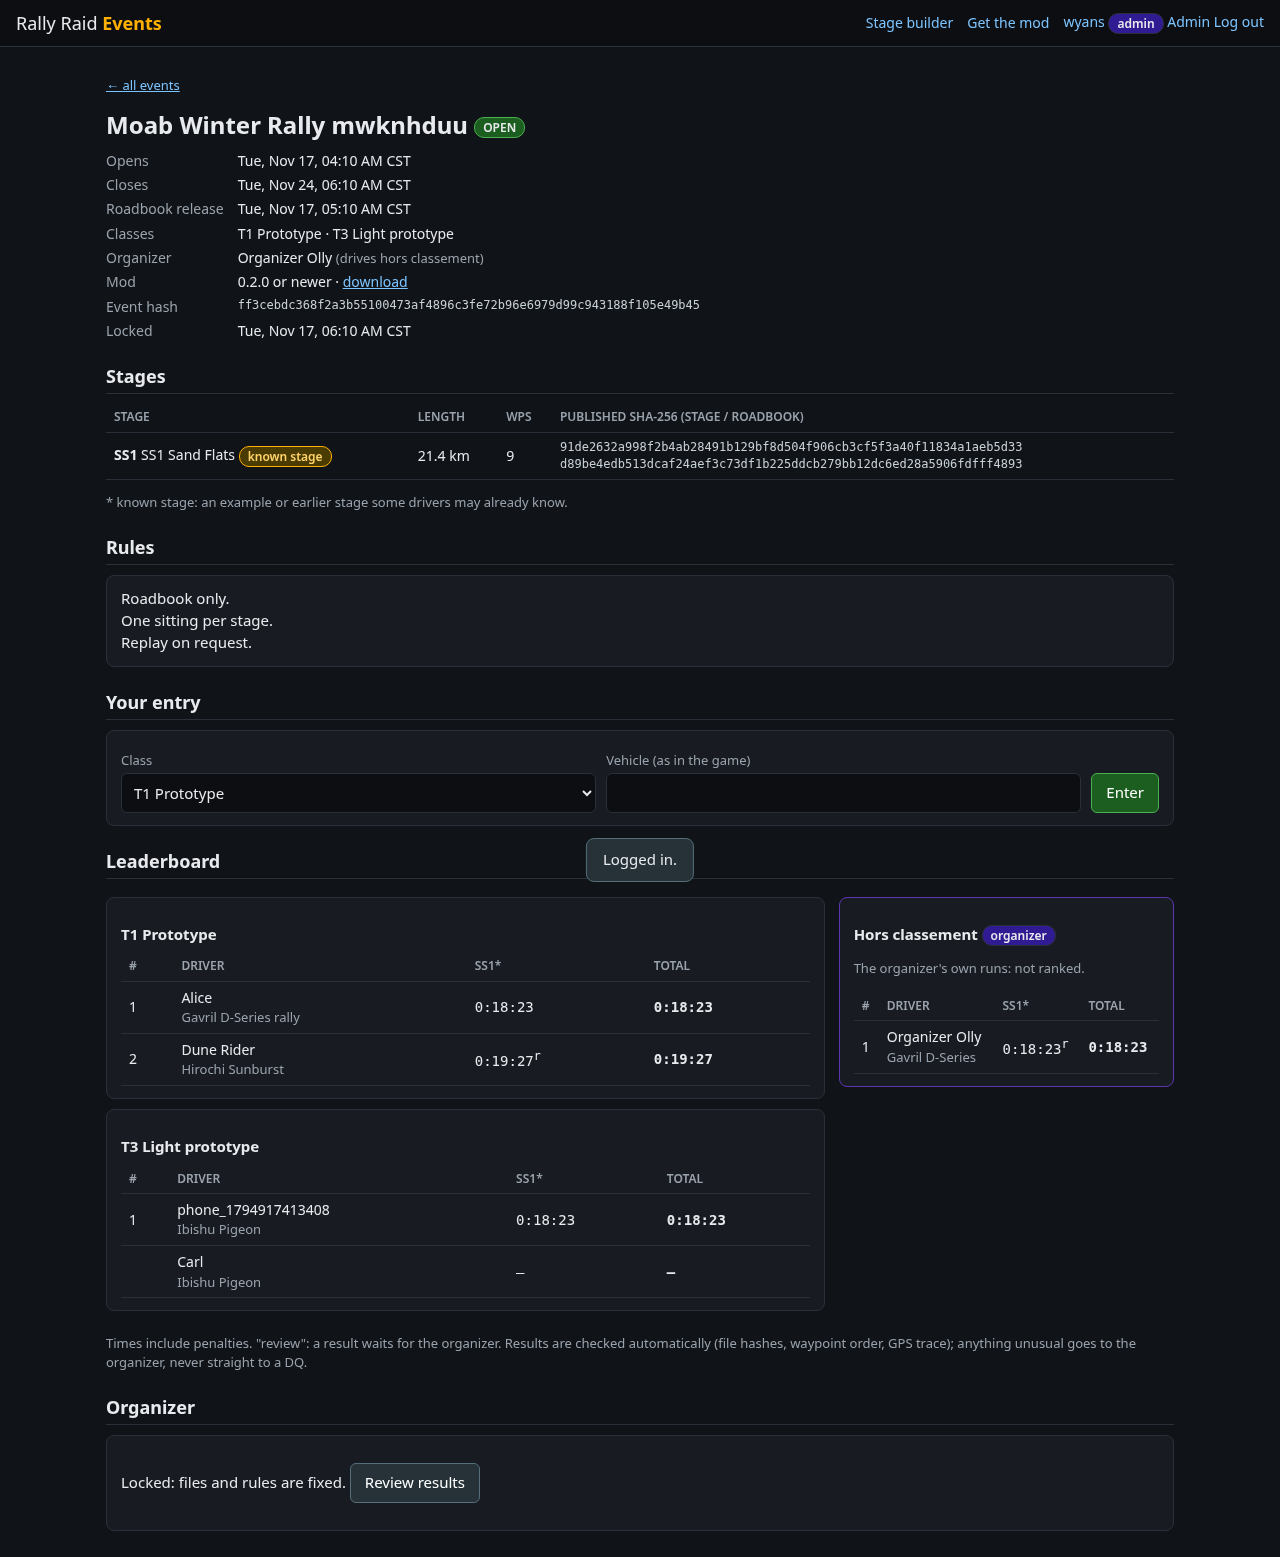 Rally Raid Events
Stage builder Get the mod wyans admin Admin Log out
← all events
Moab Winter Rally mwknhduu OPEN
Opens Tue, Nov 17, 04:10 AM CST
Closes Tue, Nov 24, 06:10 AM CST
Roadbook release Tue, Nov 17, 05:10 AM CST
Classes T1 Prototype · T3 Light prototype
Organizer Organizer Olly (drives hors classement)
Mod 0.2.0 or newer · download
Event hash ff3cebdc368f2a3b55100473af4896c3fe72b96e6979d99c943188f105e49b45
Locked Tue, Nov 17, 06:10 AM CST
Stages
STAGE LENGTH WPS PUBLISHED SHA-256 (STAGE / ROADBOOK)
SS1 SS1 Sand Flats known stage 21.4 km 9 91de2632a998f2b4ab28491b129bf8d504f906cb3cf5f3a40f11834a1aeb5d33
d89be4edb513dcaf24aef3c73df1b225ddcb279bb12dc6ed28a5906fdfff4893
* known stage: an example or earlier stage some drivers may already know.
Rules
Roadbook only.
One sitting per stage.
Replay on request.
Your entry
Class Vehicle (as in the game)
T1 Prototype Enter
Leaderboard
Logged in.
T1 Prototype
# DRIVER SS1* TOTAL
1 Alice 0:18:23 0:18:23
Gavril D-Series rally
2 Dune Rider 0:19:27r 0:19:27
Hirochi Sunburst
Hors classement organizer
The organizer's own runs: not ranked.
# DRIVER SS1* TOTAL
1 Organizer Olly 0:18:23r 0:18:23
Gavril D-Series
T3 Light prototype
# DRIVER SS1* TOTAL
1 phone_1794917413408 0:18:23 0:18:23
Ibishu Pigeon
Carl – –
Ibishu Pigeon
Times include penalties. "review": a result waits for the organizer. Results are checked automatically (file hashes, waypoint order, GPS trace); anything unusual goes to the
organizer, never straight to a DQ.
Organizer
Locked: files and rules are fixed. Review results